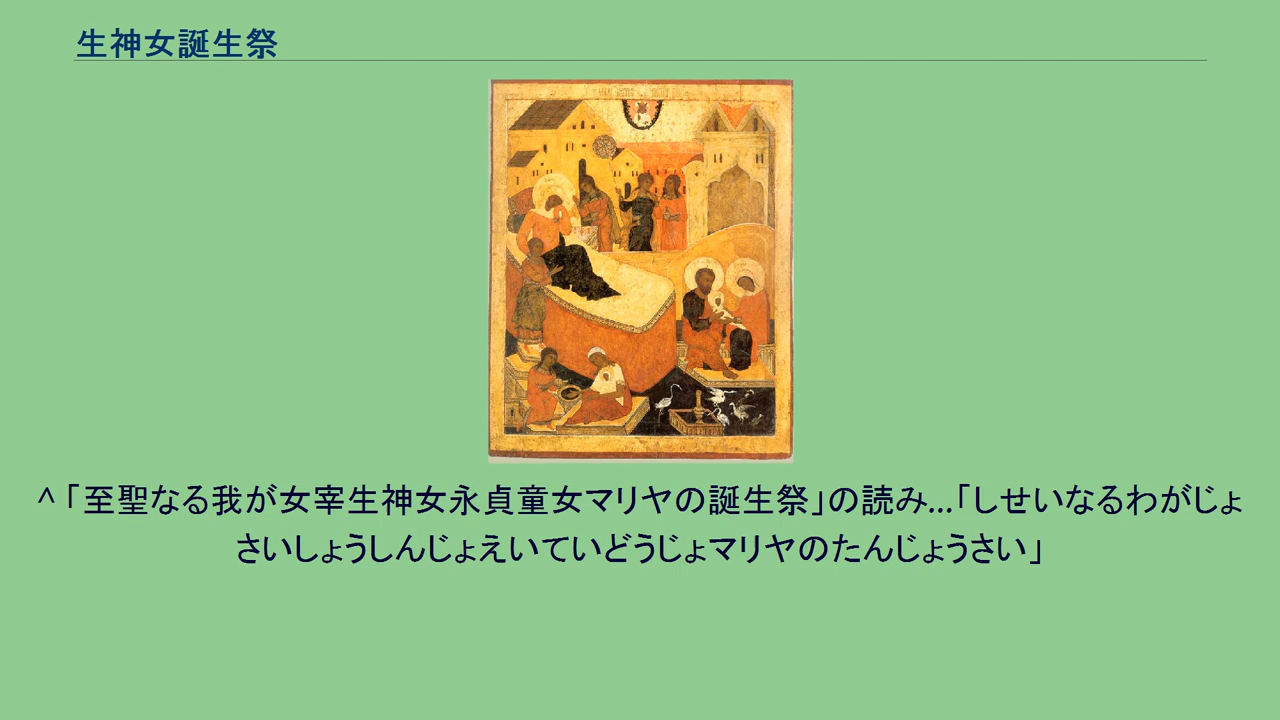 生神女誕生祭
^ 「至聖なる我が女宰生神女永貞童女マリヤの誕生祭」の読み...「しせいなるわがじょ
さいしょうしんじょえいていどうじょマリヤのたんじょうさい」